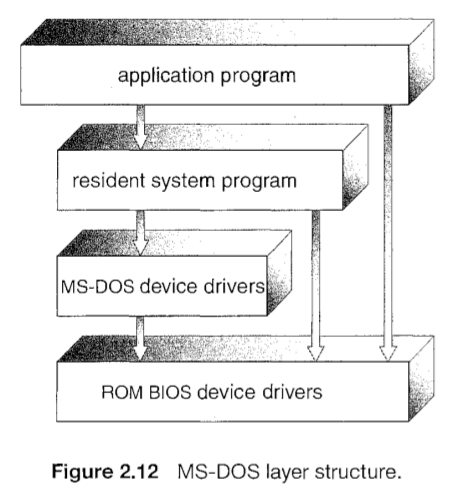 application program
resident system program
MS-DOS device drivers
ROM BIOS device drivers
Figure 2.12 MS-DOS layer structure.